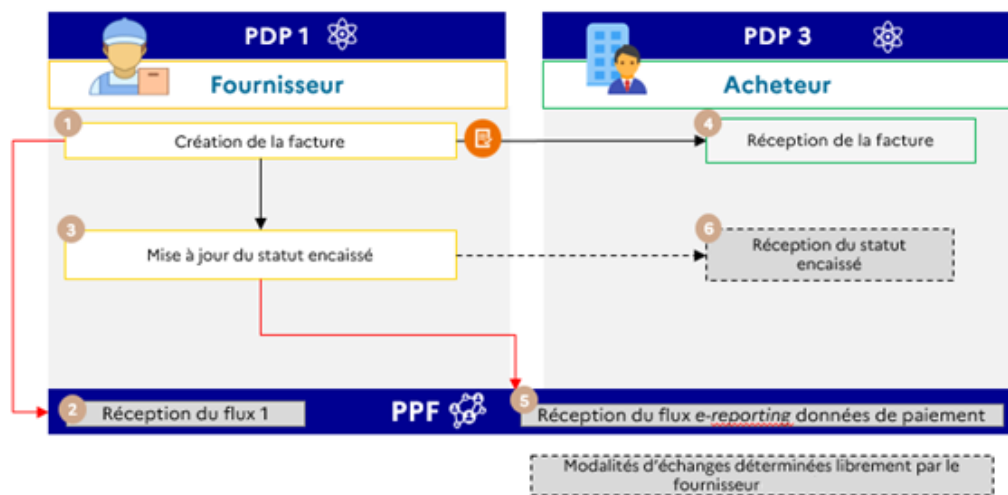 PDP 1
PDP 3
Fournisseur
Acheteur
1
Création de la facture
4
Réception de la facture
3
Mise à jour du statut encaissé
6
Réception du statut
encaissé
2
Réception du flux 1
PPF
5
Réception du flux e-reporting données de paiement
Modalités d'échanges déterminées librement par le
fournisseur